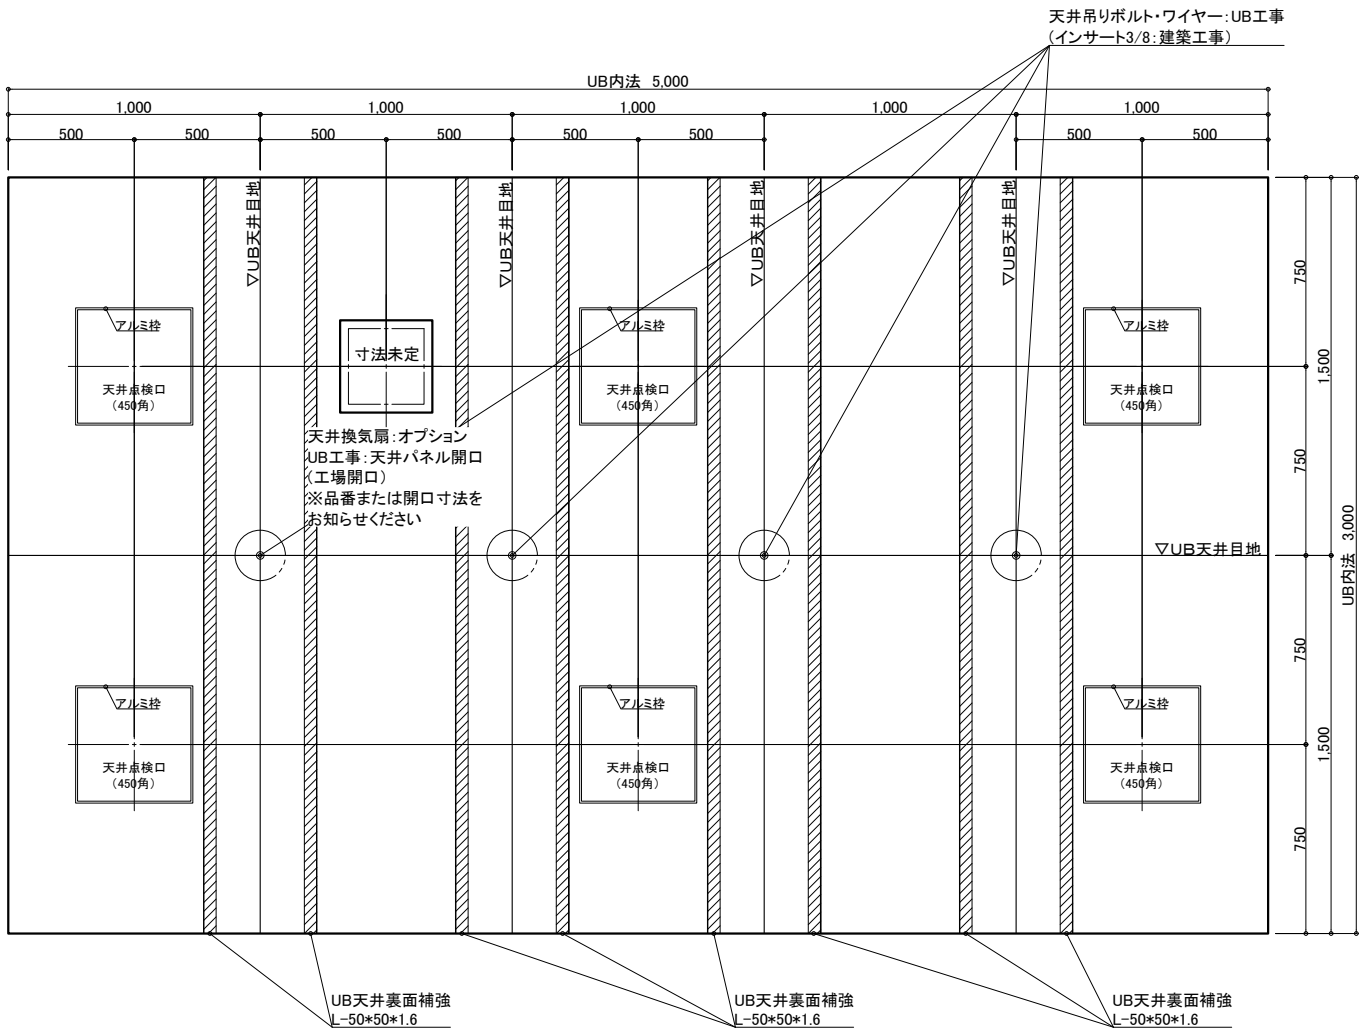 天井吊りボルト・ワイヤー：UB工事
(インサート3/8：建築工事)
UB内法 5,000
1,000
1,000
1,000
1,000
1,000
500
500
500
500
500
500
500
500
▽UB天井目地
▽UB天井目地
▽UB天井目地
▽UB天井目地
アルミ枠
天井点検口
(450角)
寸法未定
アルミ枠
天井点検口
(450角)
アルミ枠
天井点検口
(450角)
天井換気扇：オプション
UB工事：天井パネル開口
(工場開口)
※品番または開口寸法を
お知らせください
▽UB天井目地
アルミ枠
天井点検口
(450角)
アルミ枠
天井点検口
(450角)
アルミ枠
天井点検口
(450角)
750
750
750
750
1,500
1,500
UB内法 3,000
UB天井裏面補強
L-50*50*1.6
UB天井裏面補強
L-50*50*1.6
UB天井裏面補強
L-50*50*1.6